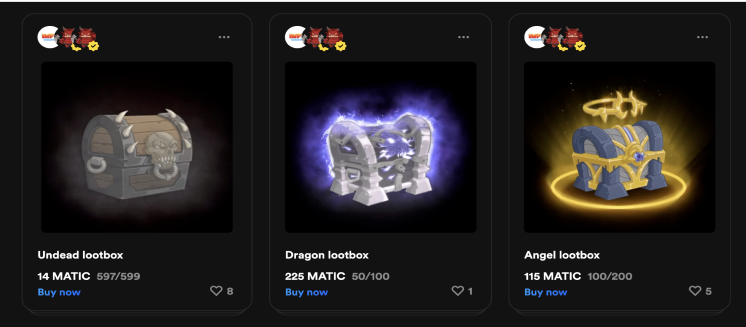 Undead lootbox
14 MATIC 597/599
Buy now
8
Dragon lootbox
225 MATIC 50/100
Buy now
1
Angel lootbox
115 MATIC 100/200
Buy now
5